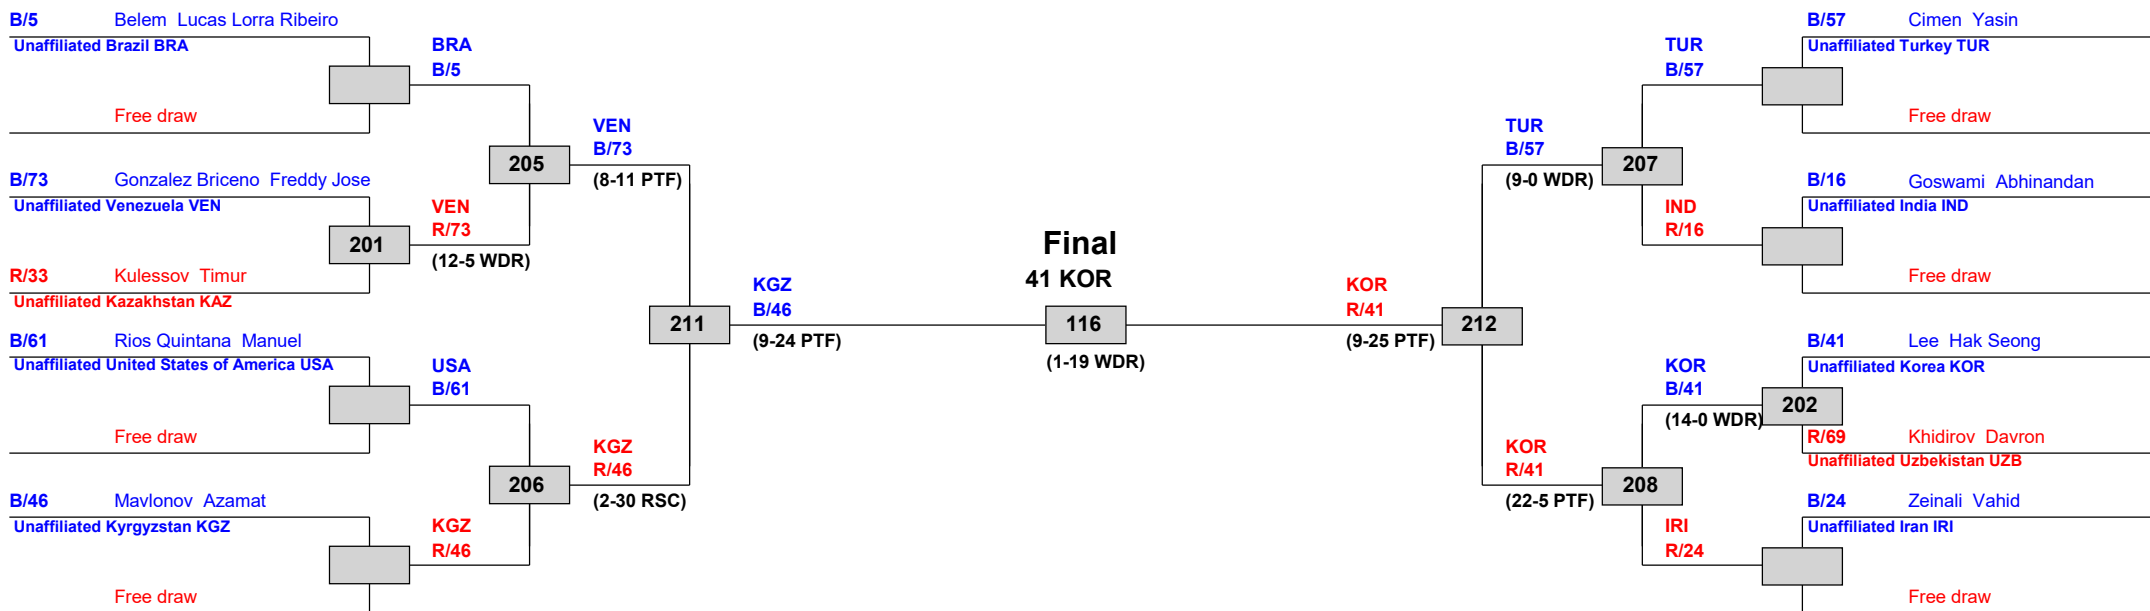 B/5 Belem Lucas Lorra Ribeiro
Unaffiliated Brazil BRA
Free draw
BRA
B/5
B/73 Gonzalez Briceno Freddy Jose
Unaffiliated Venezuela VEN
201
R/33 Kulessov Timur
Unaffiliated Kazakhstan KAZ
VEN
R/73
(12-5 WDR)
205
VEN
B/73
(8-11 PTF)
B/61 Rios Quintana Manuel
Unaffiliated United States of America USA
Free draw
USA
B/61
B/46 Mavlonov Azamat
Unaffiliated Kyrgyzstan KGZ
Free draw
KGZ
R/46
206
KGZ
R/46
(2-30 RSC)
211
KGZ
B/46
(9-24 PTF)
Final
41 KOR
116
(1-19 WDR)
KOR
R/41
(9-25 PTF)
212
TUR
B/57
(9-0 WDR)
207
TUR
B/57
B/57 Cimen Yasin
Unaffiliated Turkey TUR
Free draw
IND
R/16
B/16 Goswami Abhinandan
Unaffiliated India IND
Free draw
KOR
R/41
(22-5 PTF)
208
KOR
B/41
(14-0 WDR)
202
B/41 Lee Hak Seong
Unaffiliated Korea KOR
R/69 Khidirov Davron
Unaffiliated Uzbekistan UZB
IRI
R/24
B/24 Zeinali Vahid
Unaffiliated Iran IRI
Free draw